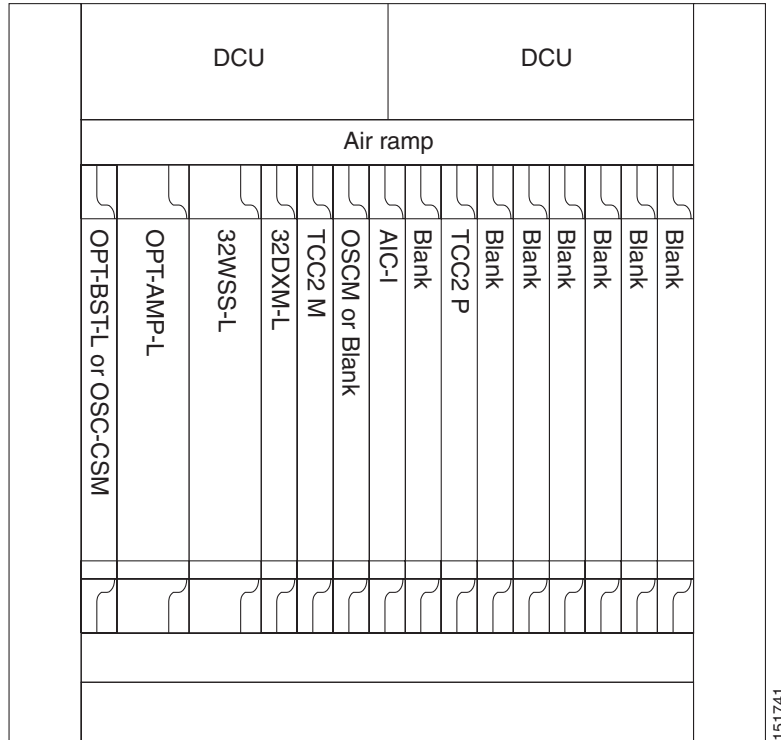 DCU
DCU
Air ramp
OPT-BST-L or OSC-CSM
OPT-AMP-L
32WSS-L
32DXM-L
TCC2 M
OSCM or Blank
AIC-I
Blank
TCC2 P
Blank
Blank
Blank
Blank
Blank
Blank
151741